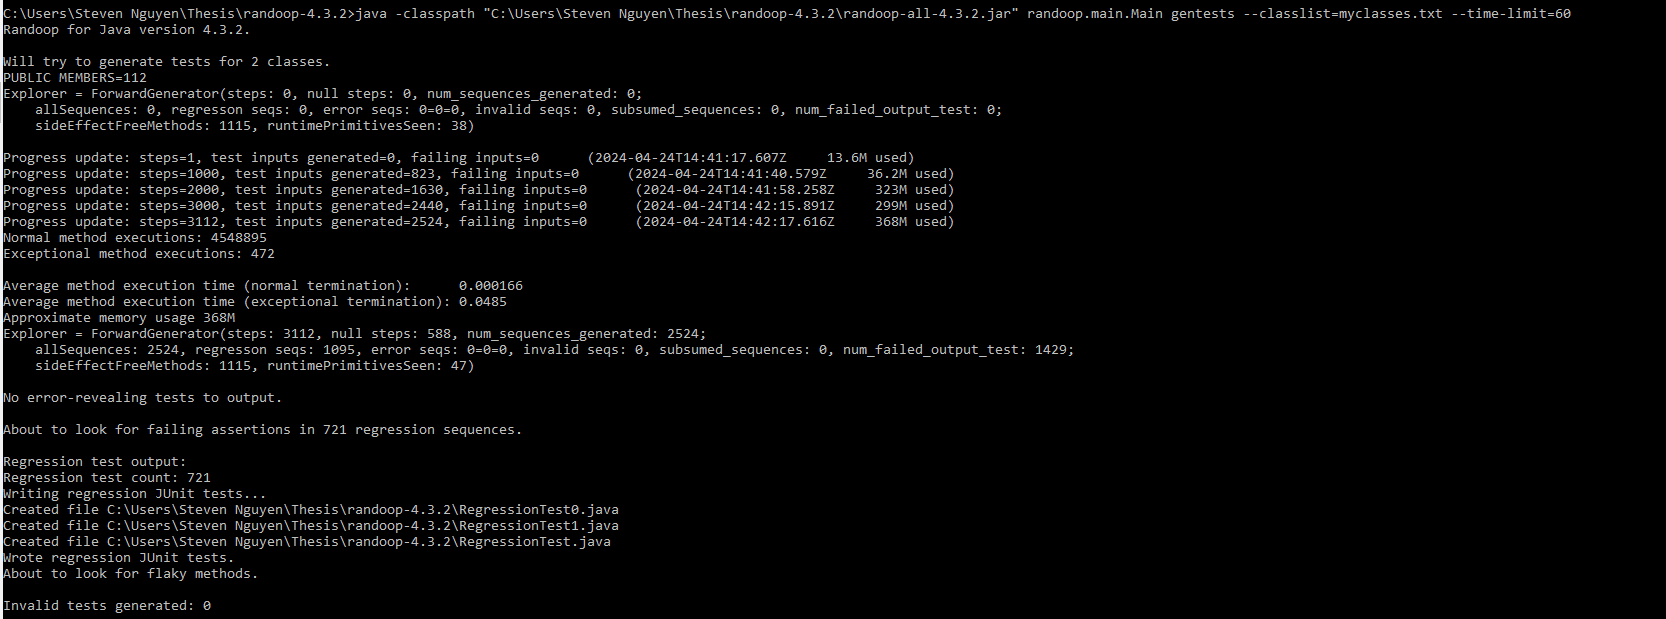 C:\Users\Steven Nguyen\Thesis\randoop-4.3.2>java -classpath "C:\Users\Steven Nguyen\Thesis\randoop-4.3.2\randoop-all-4.3.2.jar" randoop.main.Main gentests --classlist=myclasses.txt --time-limit=60
Randoop for Java version 4.3.2.
Will try to generate tests for 2 classes.
PUBLIC MEMBERS=112
Explorer = ForwardGenerator(steps: 0, null steps: 0, num_sequences_generated: 0;
    allSequences: 0, regresson seqs: 0, error seqs: 0=0=0, invalid seqs: 0, subsumed_sequences: 0, num_failed_output_test: 0;
    sideEffectFreeMethods: 1115, runtimePrimitivesSeen: 38)
Progress update: steps=1, test inputs generated=0, failing inputs=0      (2024-04-24T14:41:17.607Z     13.6M used)
Progress update: steps=1000, test inputs generated=823, failing inputs=0      (2024-04-24T14:41:40.579Z     36.2M used)
Progress update: steps=2000, test inputs generated=1630, failing inputs=0      (2024-04-24T14:41:58.258Z     323M used)
Progress update: steps=3000, test inputs generated=2440, failing inputs=0      (2024-04-24T14:42:15.891Z     299M used)
Progress update: steps=3112, test inputs generated=2524, failing inputs=0      (2024-04-24T14:42:17.616Z     368M used)
Normal method executions: 4548895
Exceptional method executions: 472
Average method execution time (normal termination):      0.000166
Average method execution time (exceptional termination): 0.0485
Approximate memory usage 368M
Explorer = ForwardGenerator(steps: 3112, null steps: 588, num_sequences_generated: 2524;
    allSequences: 2524, regresson seqs: 1095, error seqs: 0=0=0, invalid seqs: 0, subsumed_sequences: 0, num_failed_output_test: 1429;
    sideEffectFreeMethods: 1115, runtimePrimitivesSeen: 47)
No error-revealing tests to output.
About to look for failing assertions in 721 regression sequences.
Regression test output:
Regression test count: 721
Writing regression JUnit tests...
Created file C:\Users\Steven Nguyen\Thesis\randoop-4.3.2\RegressionTest0.java
Created file C:\Users\Steven Nguyen\Thesis\randoop-4.3.2\RegressionTest1.java
Created file C:\Users\Steven Nguyen\Thesis\randoop-4.3.2\RegressionTest.java
Wrote regression JUnit tests.
About to look for flaky methods.
Invalid tests generated: 0